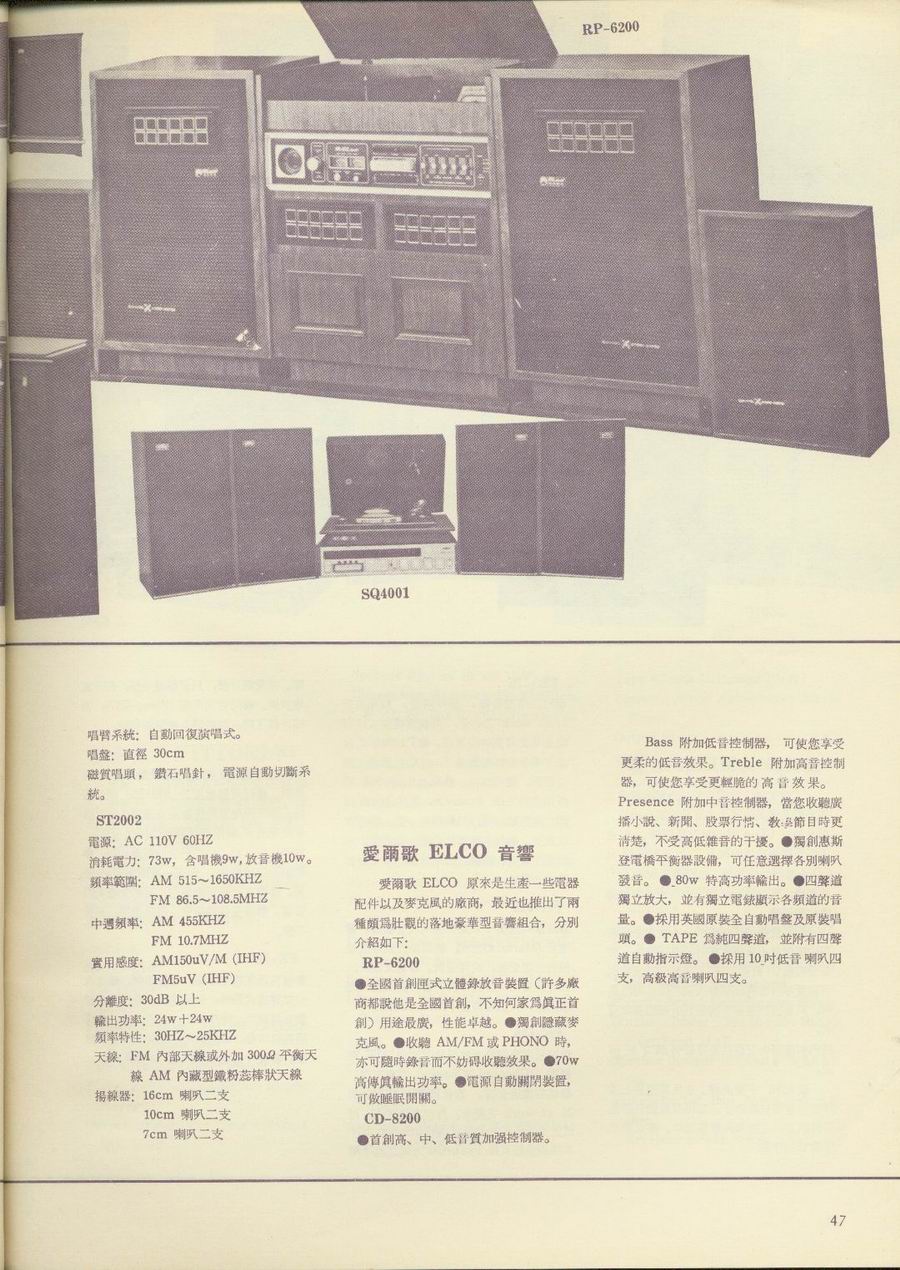 RP-6200
SQ4001
唱臂系統：自動回復演唱式。
唱盤：直徑 30cm
磁質唱頭，鑽石唱針，電源自動切斷系
統。
ST2002
電源：AC 110V 60HZ
消耗電力：73w，含唱機9w，放音機10w。
頻率範圍：AM 515～1650KHZ
FM 86.5～108.5MHZ
中週頻率：AM 455KHZ
FM 10.7MHZ
實用感度：AM150uV/M (IHF)
FM5uV (IHF)
分離度：30dB 以上
輸出功率：24w＋24w
頻率特性：30HZ～25KHZ
天線：FM 內部天線或外加 300Ω 平衡天
線 AM 內藏型鐵粉蕊棒狀天線
揚線器：16cm 喇叭二支
10cm 喇叭二支
7cm 喇叭二支
愛爾歌 ELCO 音響
愛爾歌 ELCO 原來是生產一些電器
配件以及麥克風的廠商，最近也推出了兩
種頗爲壯觀的落地豪華型音響組合，分別
介紹如下：
RP-6200
●全國首創匣式立體錄放音裝置（許多廠
商都說他是全國首創，不知何家爲眞正首
創）用途最廣，性能卓越。●獨創隱藏麥
克風。●收聽 AM/FM 或 PHONO 時，
亦可隨時錄音而不妨碍收聽效果。●70w
高傳眞輸出功率。●電源自動關閉裝置，
可做睡眠開關。
CD-8200
●首創高、中、低音質加强控制器。
Bass 附加低音控制器，可使您享受
更柔的低音效果。Treble 附加高音控制
器，可使您享受更輕脆的高音效果。
Presence 附加中音控制器，當您收聽廣
播小說、新聞、股票行情、敎學節目時更
淸楚，不受高低雜音的干擾。●獨創惠斯
登電橋平衡器設備，可任意選擇各別喇叭
發音。●80w 特高功率輸出。●四聲道
獨立放大，並有獨立電錶顯示各頻道的音
量。●採用英國原裝全自動唱盤及原裝唱
頭。●TAPE 爲純四聲道，並附有四聲
道自動指示燈。●採用 10 吋低音喇叭四
支，高級高音喇叭四支。
47